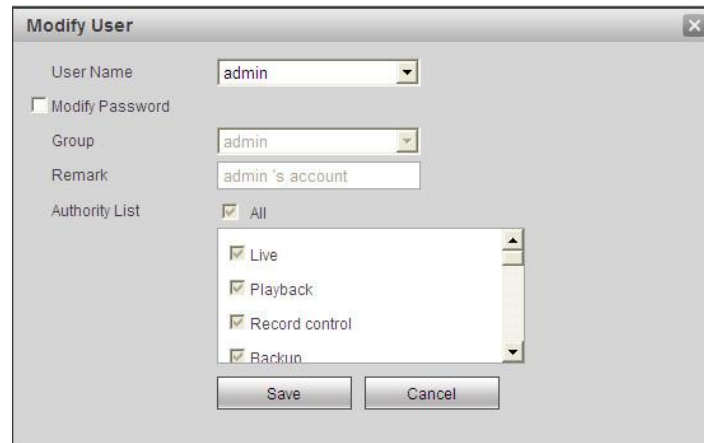 Modify User
User Name admin
Modify Password
Group admin
Remark admin 's account
Authority List All
Live
Playback
Record control
Backup
Save Cancel